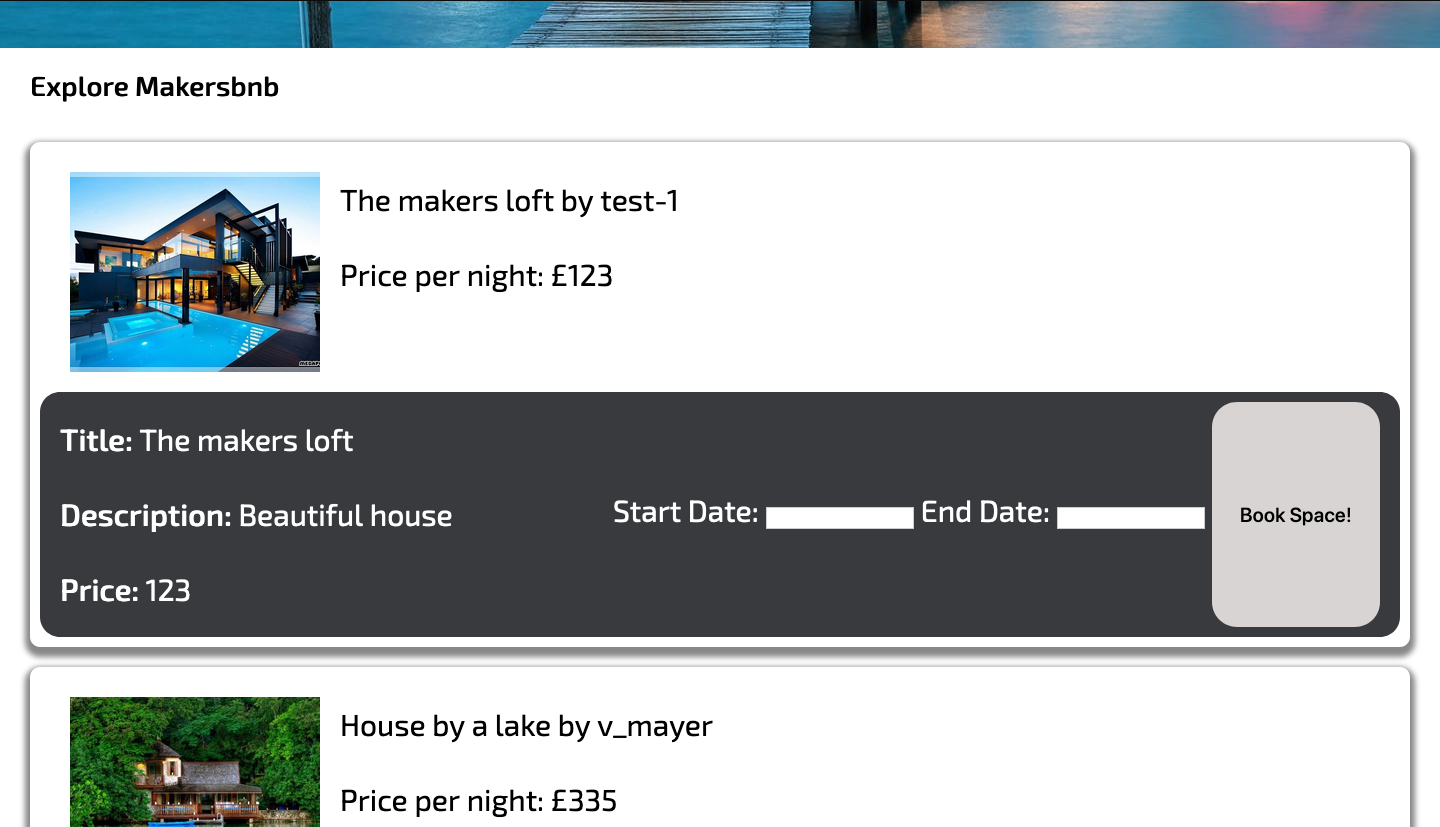 Explore Makersbnb
The makers loft by test-1
Price per night: £123
Title: The makers loft
Description: Beautiful house
Start Date: End Date:
Book Space!
Price: 123
House by a lake by v_mayer
Price per night: £335